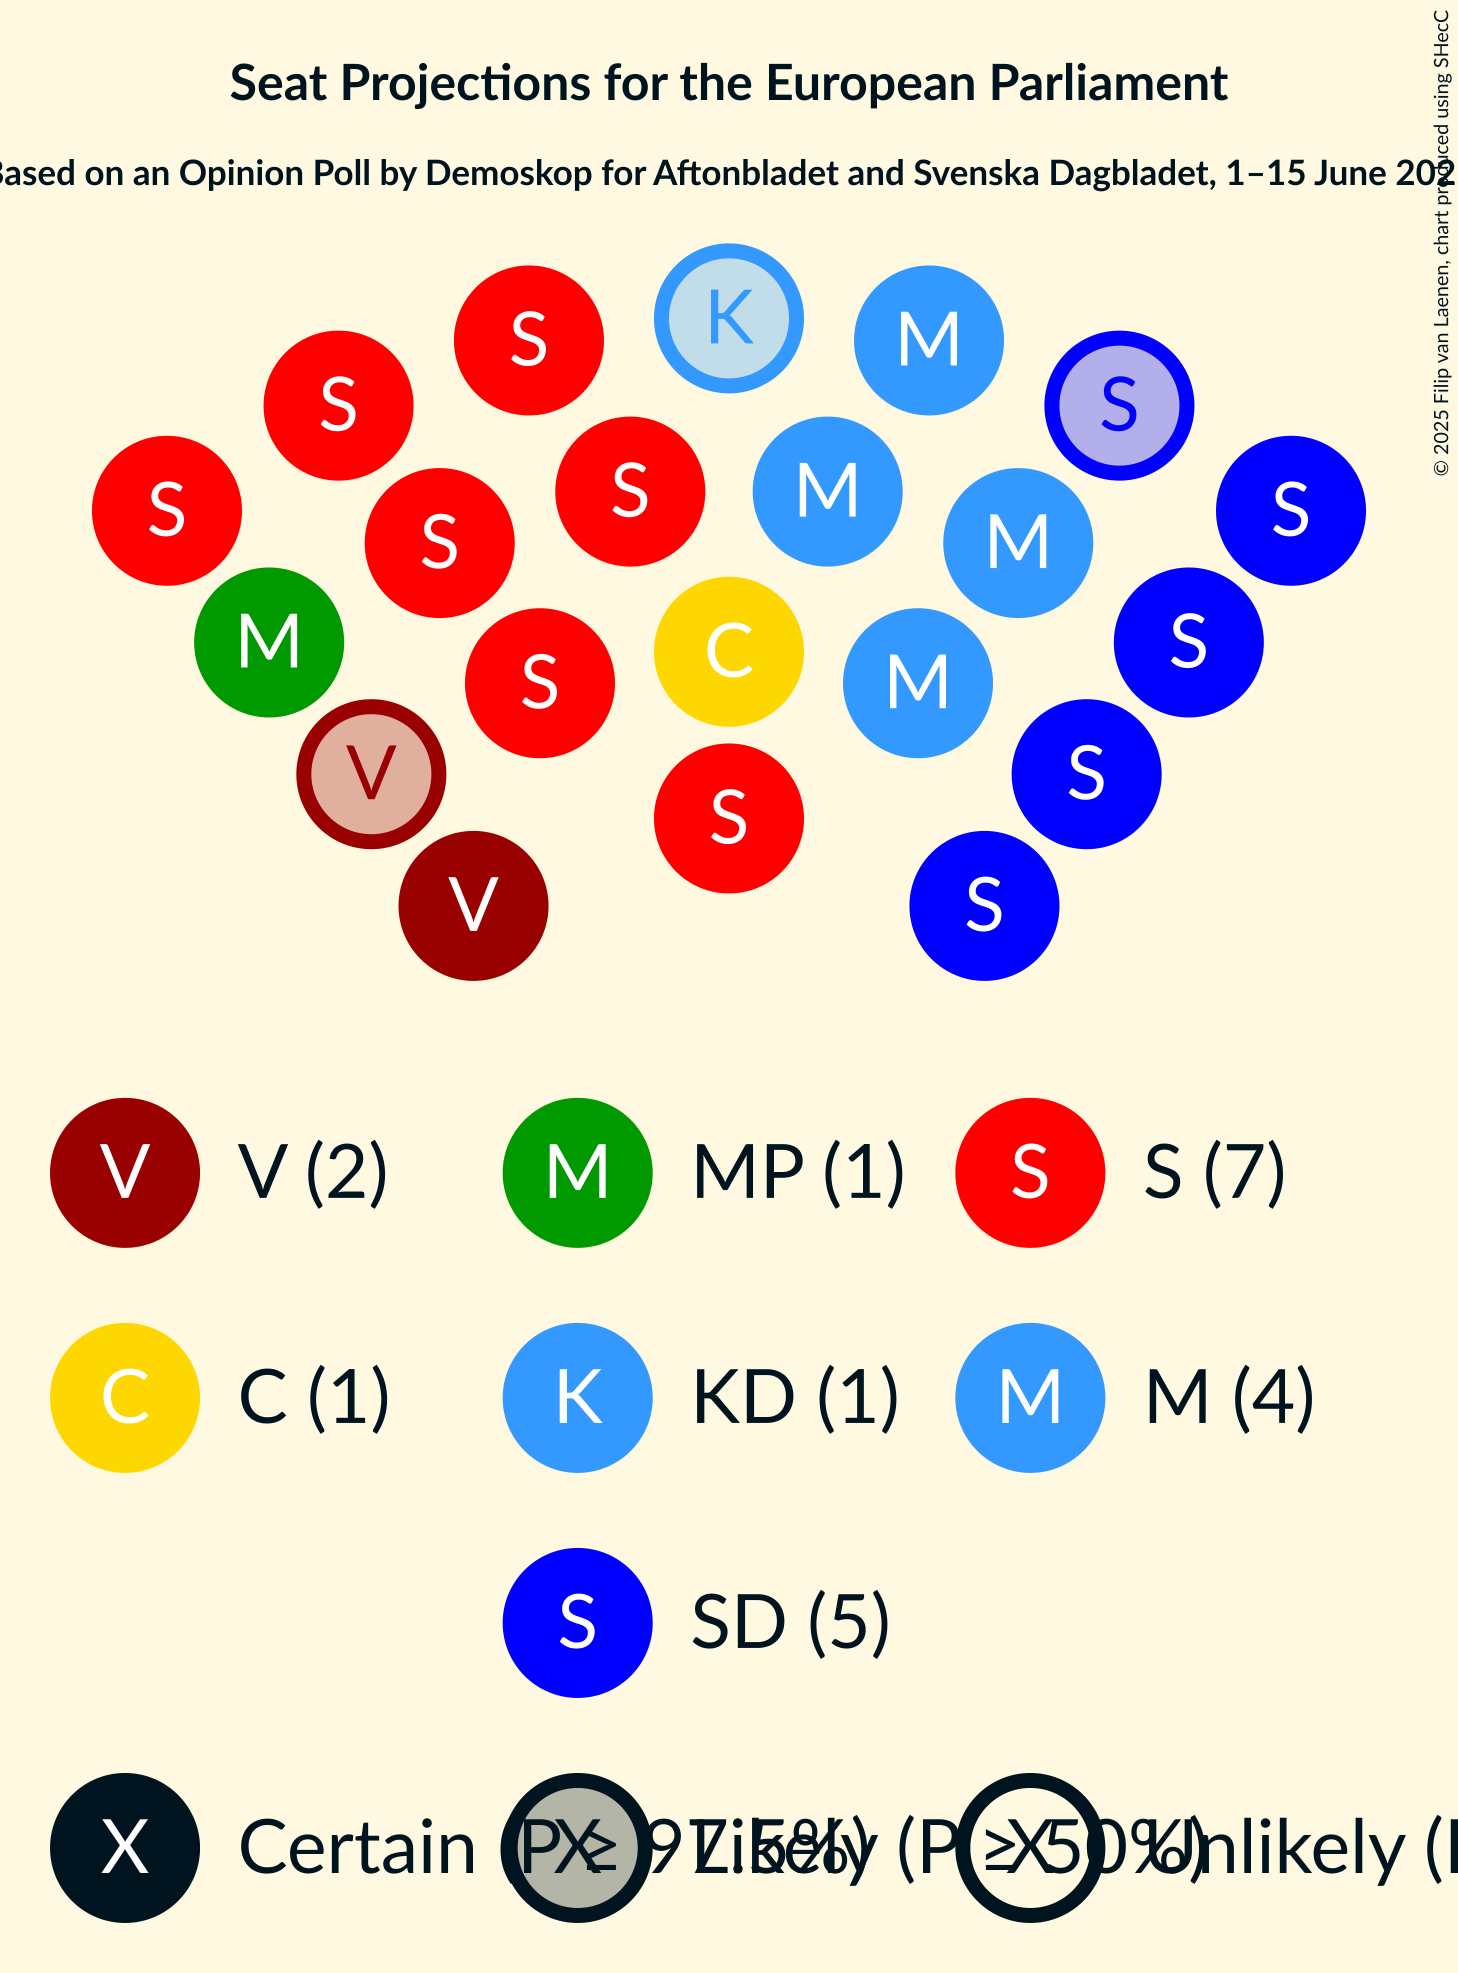 Seat Projections for the European Parliament
Based on an Opinion Poll by Demoskop for Aftonbladet and Svenska Dagbladet, 1–15 June 202
© 2025 Filip van Laenen, chart produced using SHecC
K
S M
S S
S M
S S
S M
M C S
S M
V S
S
V S
V V (2) M MP (1) S S (7)
C C (1) K KD (1) M M (4)
S SD (5)
X Certain (P ≥ 97.5%) X Likely (P ≥ 50%) X Unlikely (